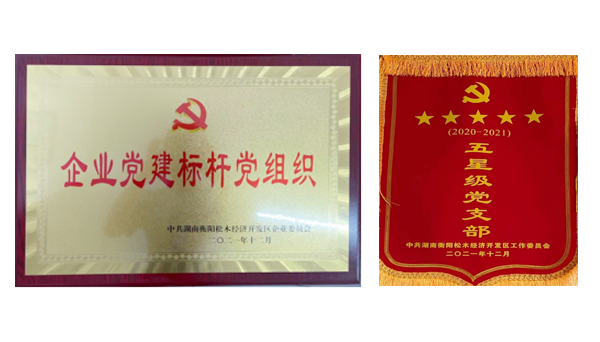 企业党建标杆党组织
中共湖南衡阳松木经济开发区企业委员会
二〇二一年十二月
(2020-2021)
五星级党支部
中共湖南衡阳松木经济开发区工作委员会
二〇二一年十二月